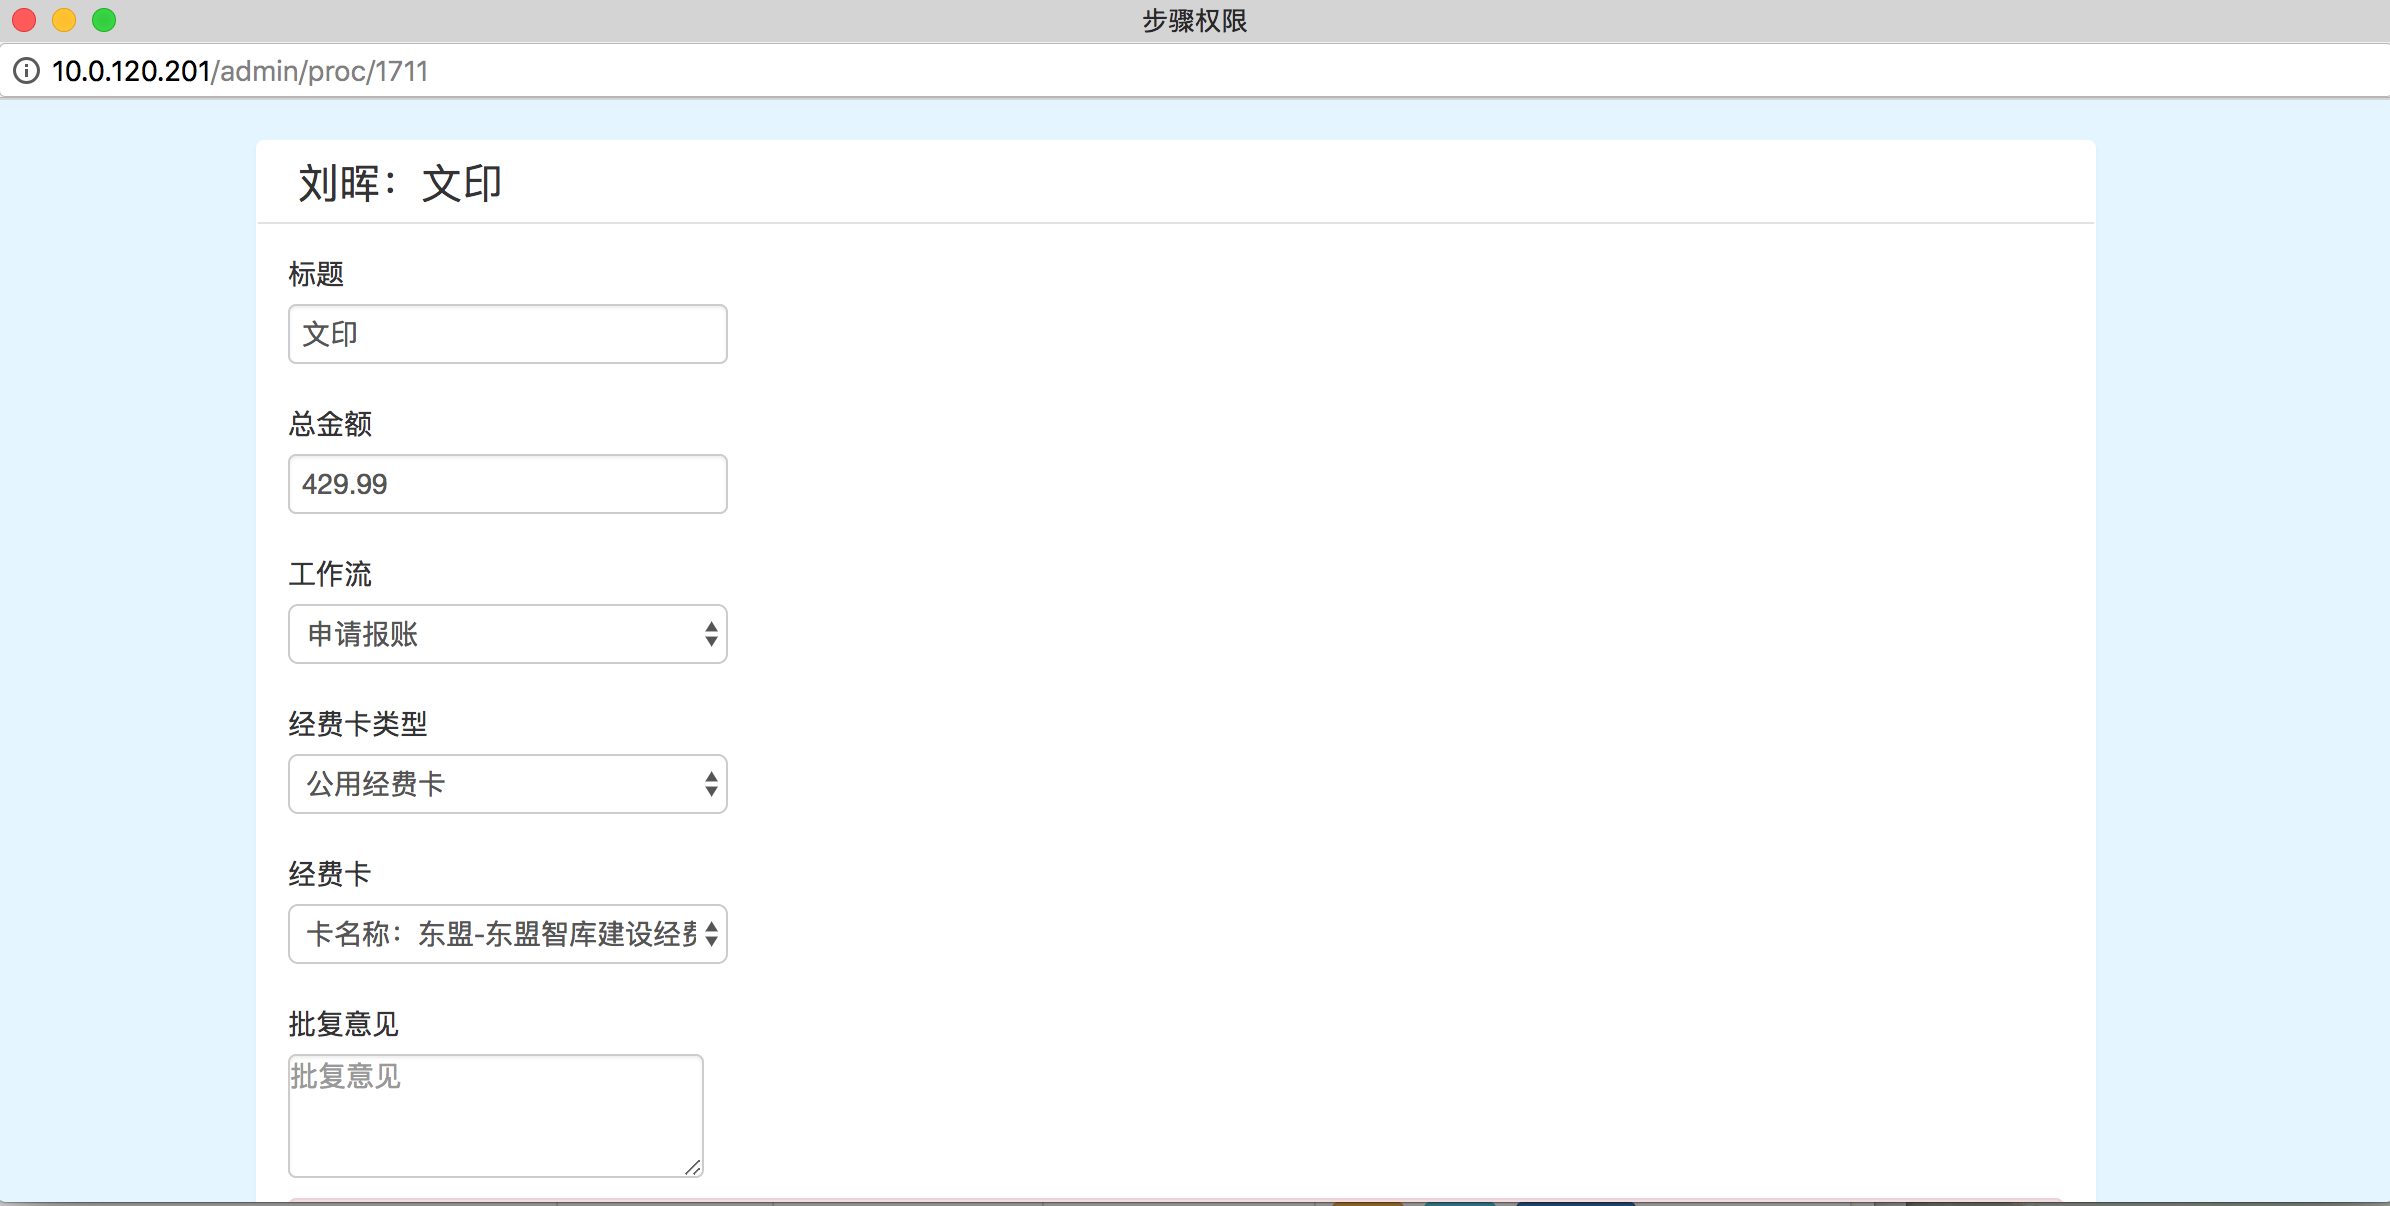 步骤权限
10.0.120.201/admin/proc/1711
刘晖：文印
标题
文印
总金额
429.99
工作流
申请报账
经费卡类型
公用经费卡
经费卡
卡名称：东盟-东盟智库建设经费
批复意见
批复意见